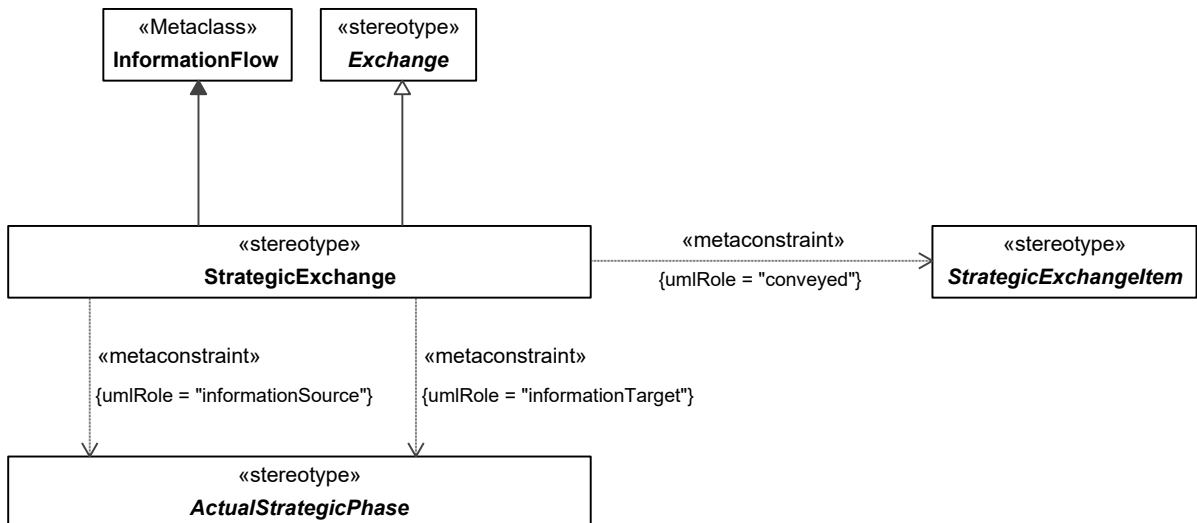 «Metaclass»
InformationFlow
«stereotype»
Exchange
«stereotype»
StrategicExchange
«metaconstraint»
{umlRole = "conveyed"}
«stereotype»
StrategicExchangeItem
«metaconstraint»
{umlRole = "informationSource"}
«metaconstraint»
{umlRole = "informationTarget"}
«stereotype»
ActualStrategicPhase